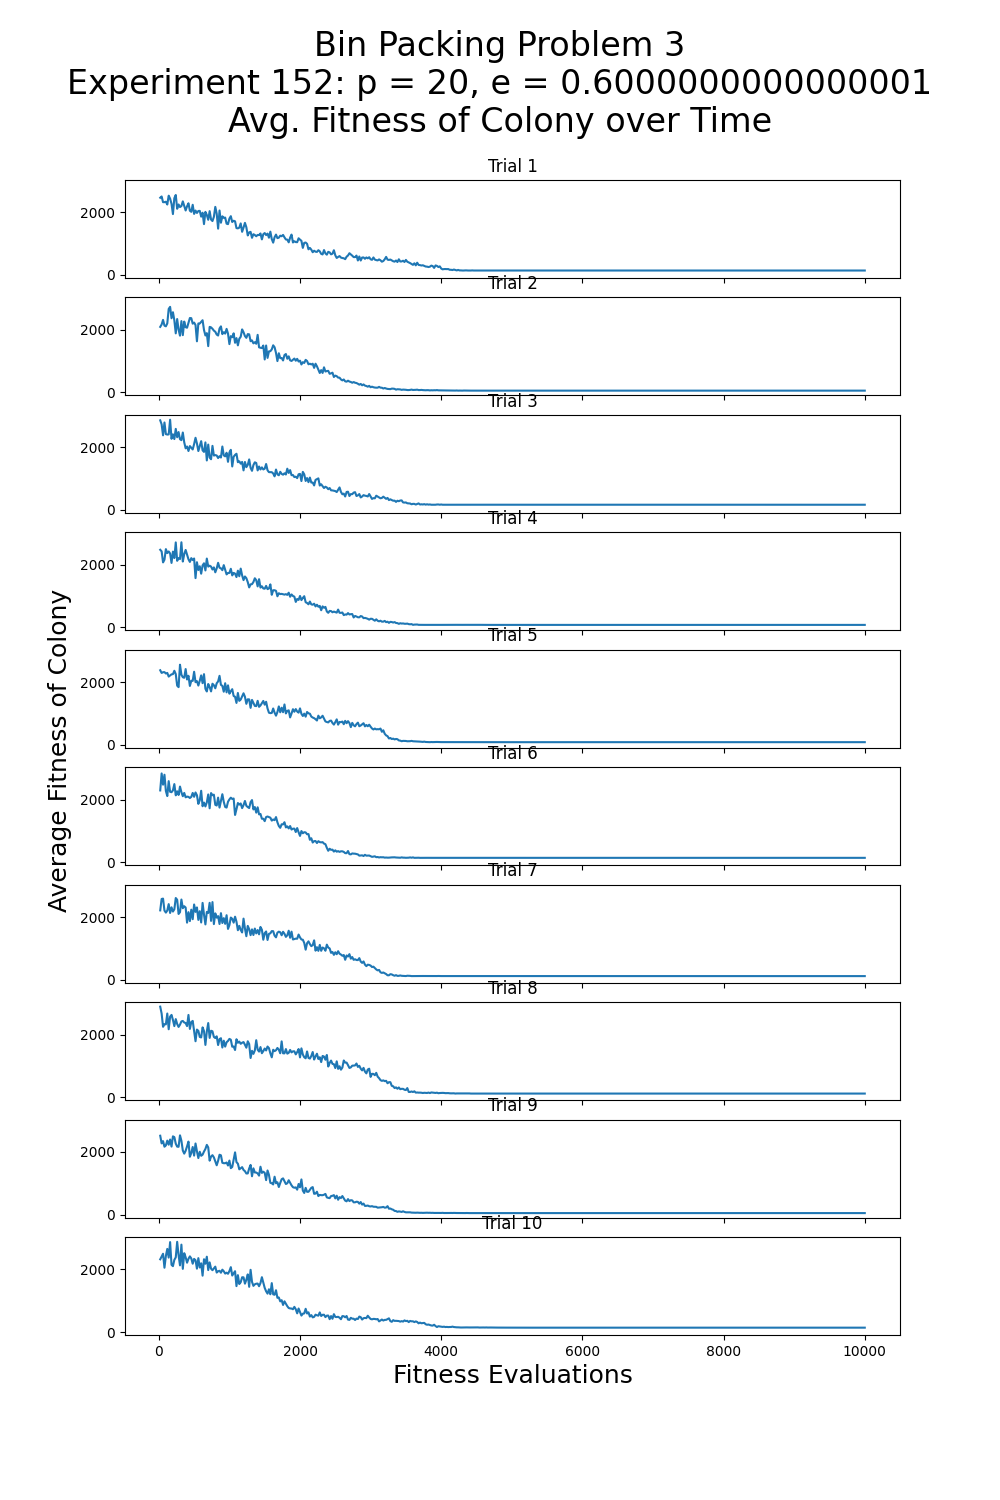 Bin Packing Problem 3
Experiment 152: p = 20, e = 0.6000000000000001
Avg. Fitness of Colony over Time
Trial 1
2000
0
Trial 2
2000
0
Trial 3
2000
0
Trial 4
2000
0
Trial 5
2000
0
Trial 6
2000
0
Trial 7
2000
0
Trial 8
2000
0
Trial 9
2000
0
Trial 10
2000
0
0 2000 4000 6000 8000 10000
Fitness Evaluations
Average Fitness of Colony